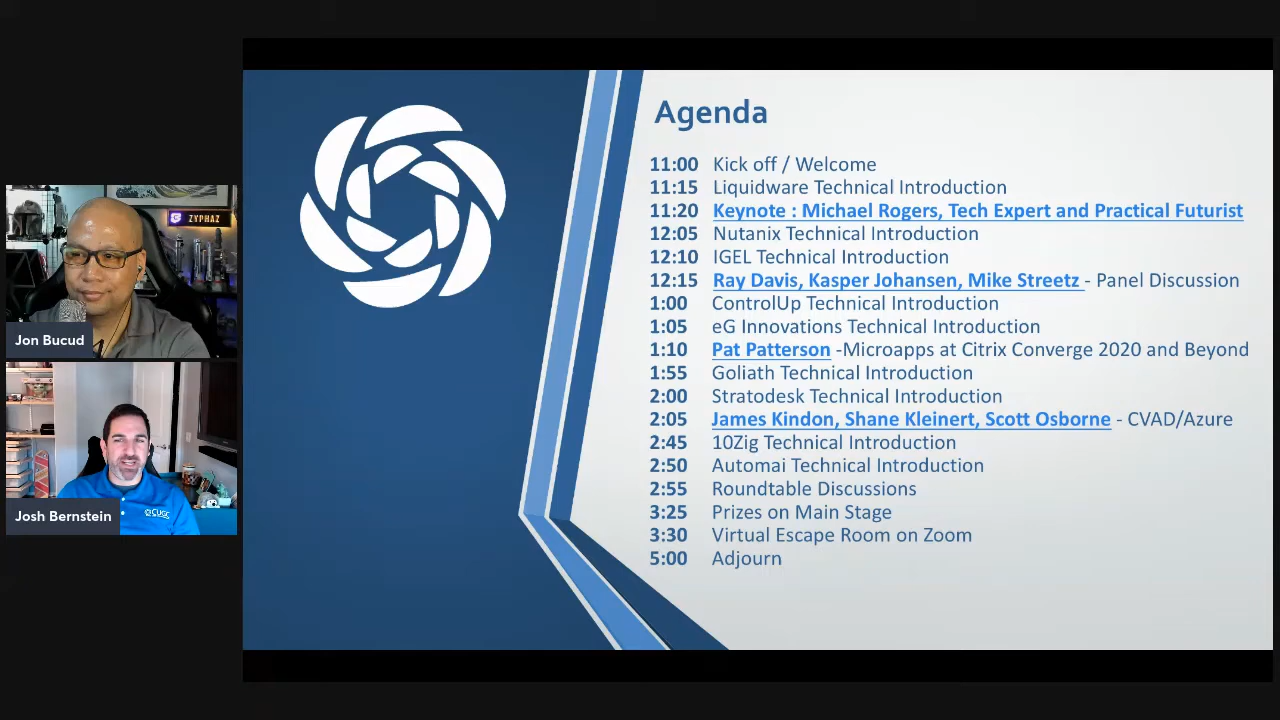 ZYPHAZ
Jon Bucud
CUGC
Josh Bernstein
Agenda
11:00 Kick off / Welcome
11:15 Liquidware Technical Introduction
11:20 Keynote : Michael Rogers, Tech Expert and Practical Futurist
12:05 Nutanix Technical Introduction
12:10 IGEL Technical Introduction
12:15 Ray Davis, Kasper Johansen, Mike Streetz - Panel Discussion
1:00 ControlUp Technical Introduction
1:05 eG Innovations Technical Introduction
1:10 Pat Patterson -Microapps at Citrix Converge 2020 and Beyond
1:55 Goliath Technical Introduction
2:00 Stratodesk Technical Introduction
2:05 James Kindon, Shane Kleinert, Scott Osborne - CVAD/Azure
2:45 10Zig Technical Introduction
2:50 Automai Technical Introduction
2:55 Roundtable Discussions
3:25 Prizes on Main Stage
3:30 Virtual Escape Room on Zoom
5:00 Adjourn